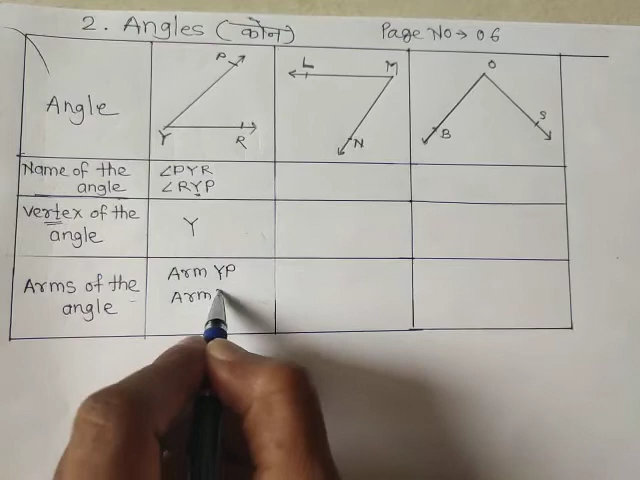 2. Angles (कोन) Page No→ 06
Angle
P
Y
R
L
M
N
O
B
S
Name of the angle
∠PYR
∠RYP
Vertex of the angle
Y
Arms of the angle
Arm YP
Arm